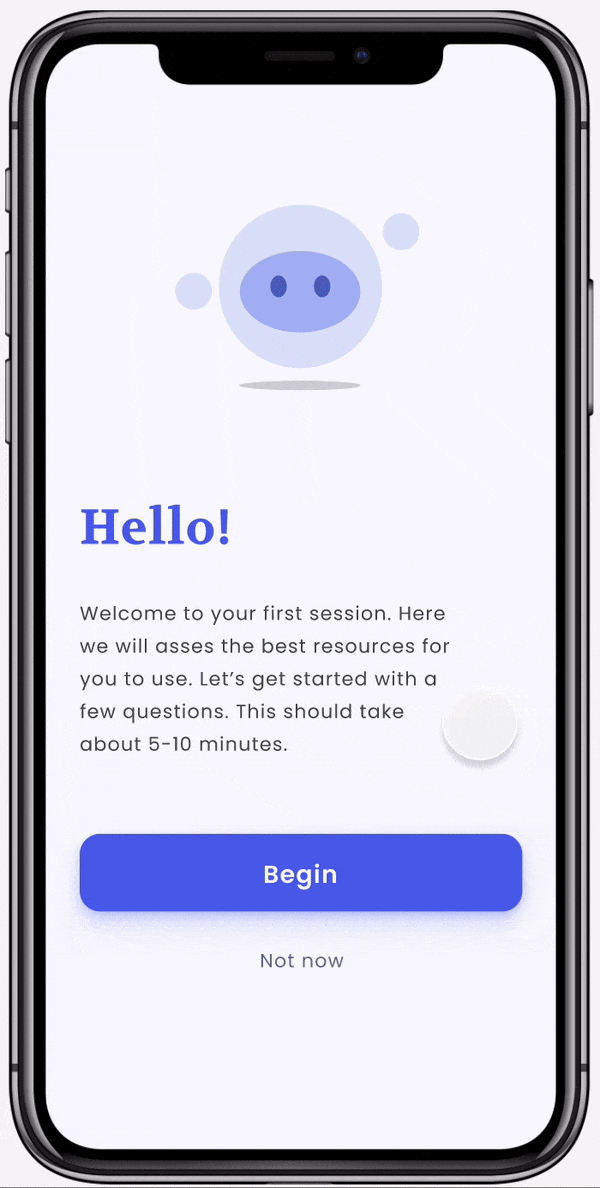 Hello!
Welcome to your first session. Here
we will asses the best resources for
you to use. Let’s get started with a
few questions. This should take
about 5-10 minutes.
Begin
Not now